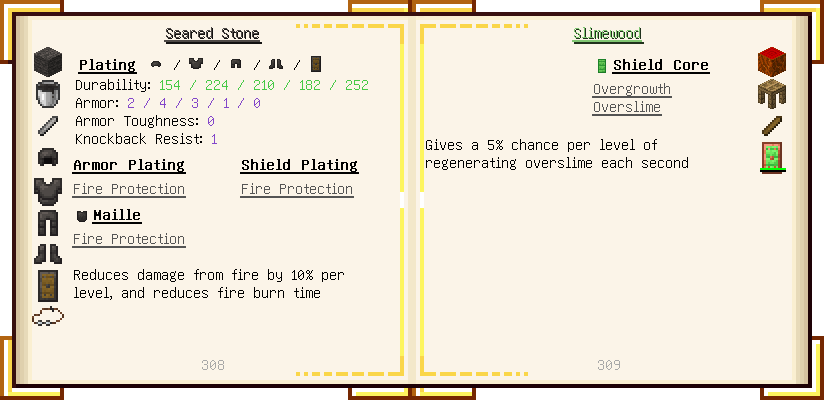 Seared Stone
Plating / / / /
Durability: 154 / 224 / 210 / 182 / 252
Armor: 2 / 4 / 3 / 1 / 0
Armor Toughness: 0
Knockback Resist: 1
Armor Plating
Fire Protection
Shield Plating
Fire Protection
Maille
Fire Protection
Reduces damage from fire by 10% per
level, and reduces fire burn time
308
Slimewood
Shield Core
Overgrowth
Overslime
Gives a 5% chance per level of
regenerating overslime each second
309